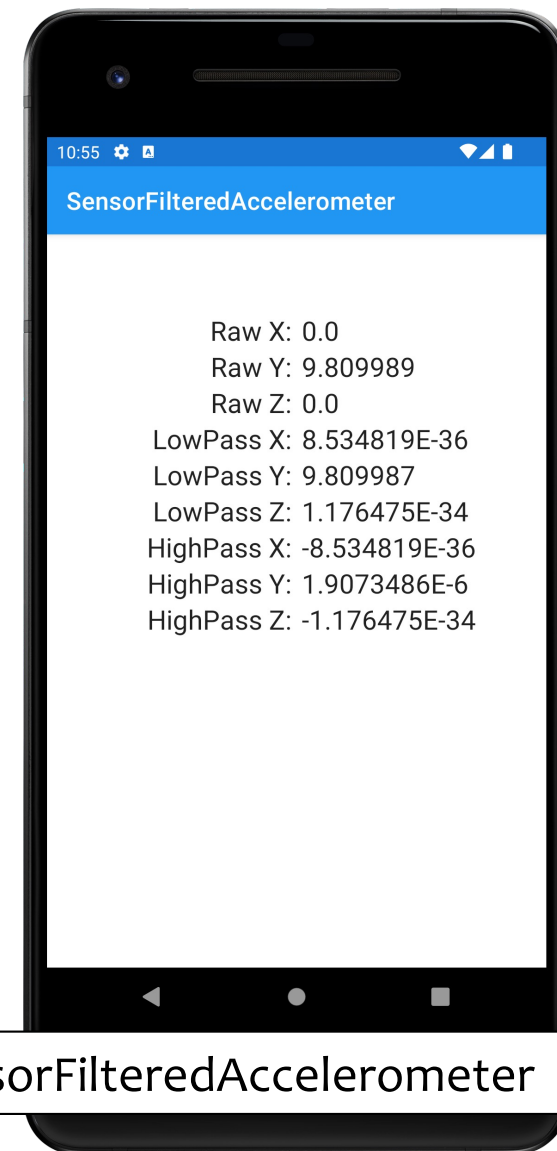 10:55
SensorFilteredAccelerometer
Raw X: 0.0
Raw Y: 9.809989
Raw Z: 0.0
LowPass X: 8.534819E-36
LowPass Y: 9.809987
LowPass Z: 1.176475E-34
HighPass X: -8.534819E-36
HighPass Y: 1.9073486E-6
HighPass Z: -1.176475E-34
sorFilteredAccelerometer